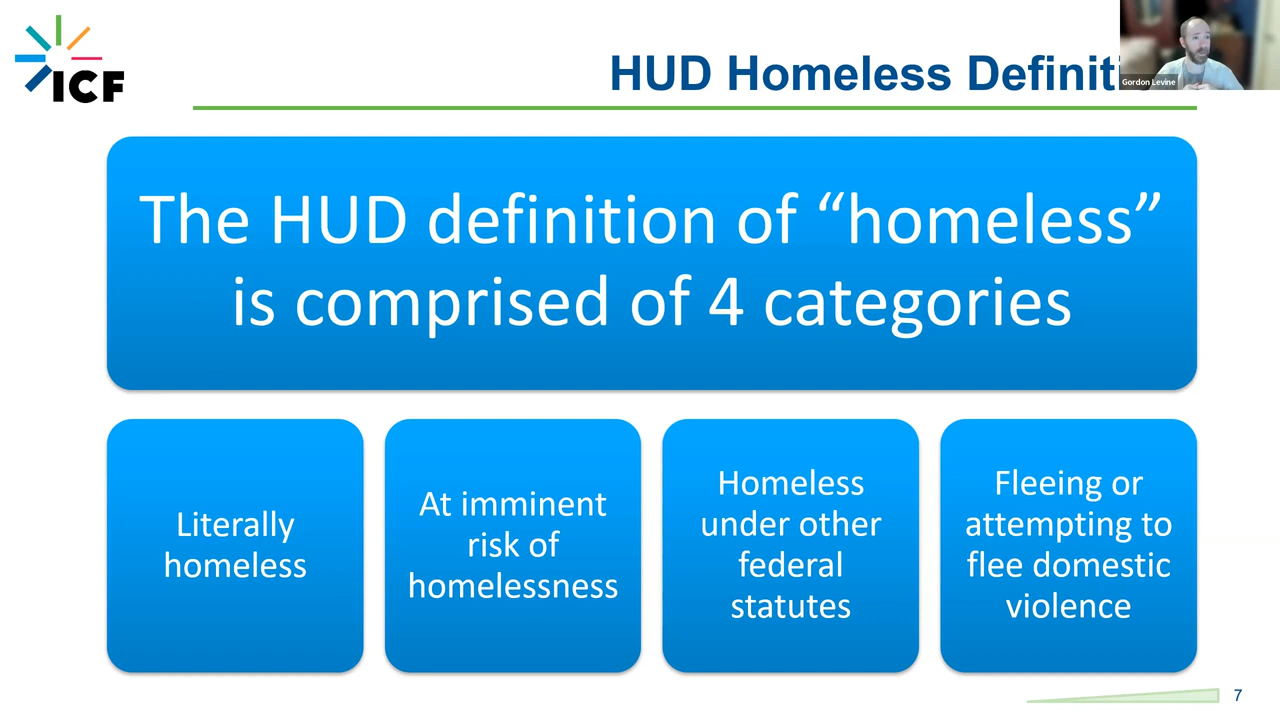 ICF
HUD Homeless Definiti
Gordon Levine
The HUD definition of “homeless”
is comprised of 4 categories
Literally
homeless
At imminent
risk of
homelessness
Homeless
under other
federal
statutes
Fleeing or
attempting to
flee domestic
violence
7